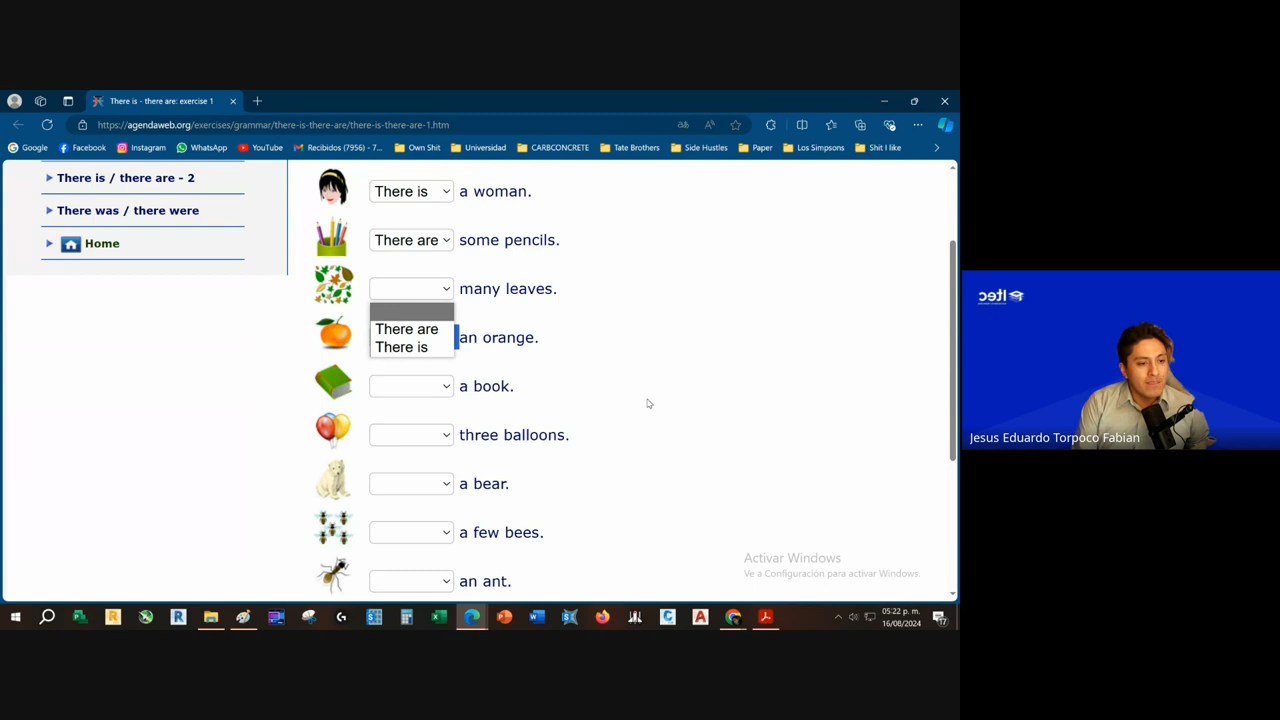 There is - there are: exercise 1
https://agendaweb.org/exercises/grammar/there-is-there-are/there-is-there-are-1.htm
Google
Facebook
Instagram
WhatsApp
YouTube
Recibidos (7956) - 7...
Own Shit
Universidad
CARBCONCRETE
Tate Brothers
Side Hustles
Paper
Los Simpsons
Shit I like
There is / there are - 2
There was / there were
Home
There is a woman.
There are some pencils.
many leaves.
There are
There is
an orange.
a book.
three balloons.
a bear.
a few bees.
an ant.
Activar Windows
Ve a Configuración para activar Windows.
05:22 p. m.
16/08/2024
Itec
Jesus Eduardo Torpoco Fabian